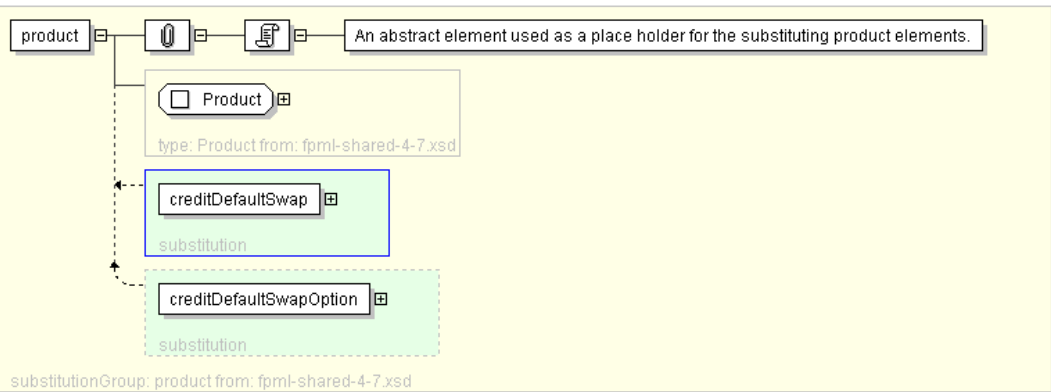 product
An abstract element used as a place holder for the substituting product elements.
Product
type: Product from: fpml-shared-4-7.xsd
creditDefaultSwap
substitution
creditDefaultSwapOption
substitution
substitutionGroup: product from: fpml-shared-4-7.xsd